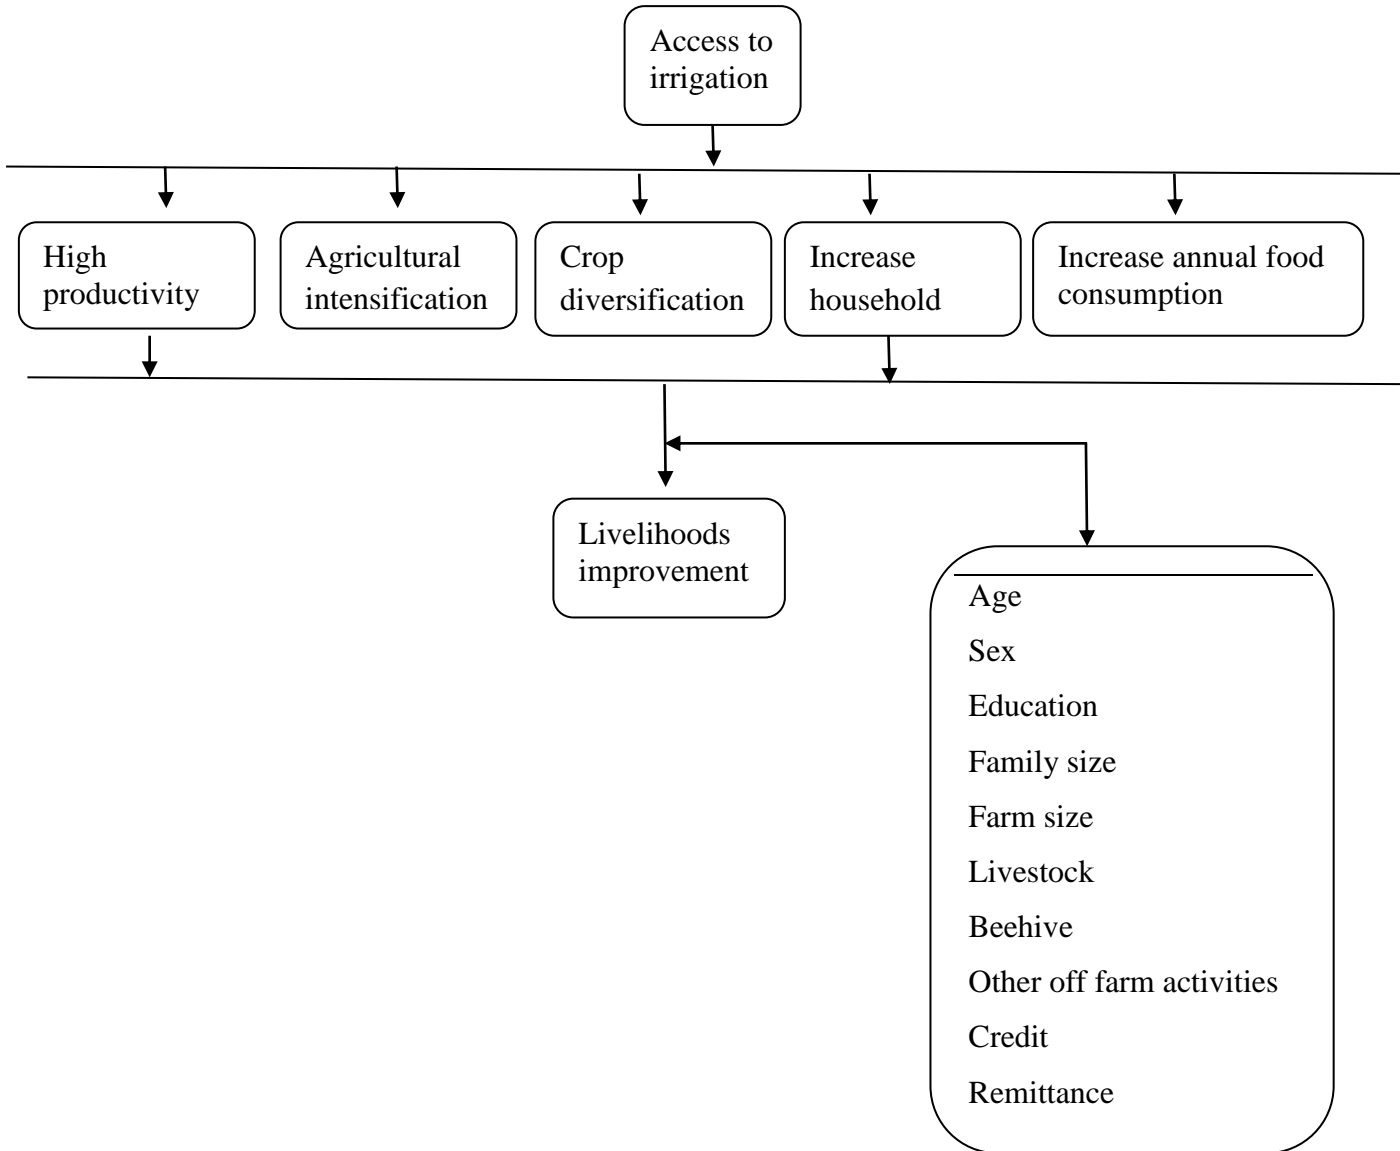 Access to
irrigation
High
productivity
Agricultural
intensification
Crop
diversification
Increase
household
Increase annual food
consumption
Livelihoods
improvement
Age
Sex
Education
Family size
Farm size
Livestock
Beehive
Other off farm activities
Credit
Remittance